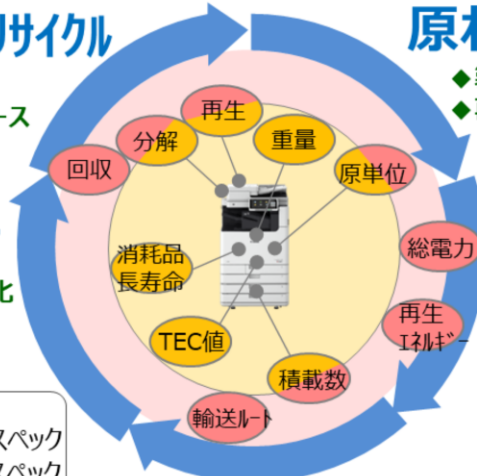 リサイクル
原
ース
再生
分解
重量
回収
原単位
消耗品
長寿命
総電力
化
再生
エネルギー
TEC値
積載数
輸送ルート
スペック
スペック